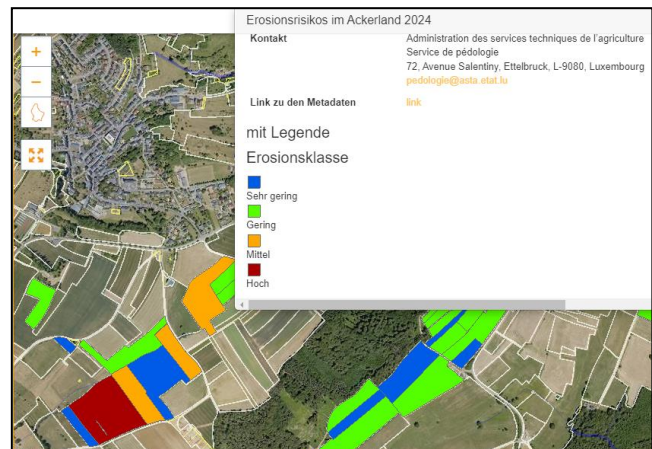 Erosionsrisikos im Ackerland 2024
Kontakt
Administration des services techniques de l'agriculture
Service de pédologie
72, Avenue Salentiny, Ettelbruck, L-9080, Luxembourg
pedologie@asta.etat.lu
Link zu den Metadaten
link
mit Legende
Erosionsklasse
Sehr gering
Gering
Mittel
Hoch